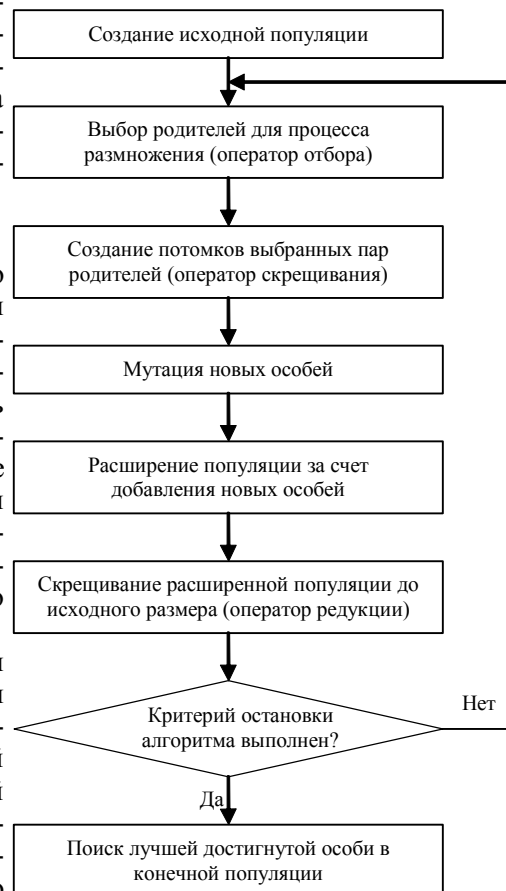 Создание исходной популяции
Выбор родителей для процесса
размножения (оператор отбора)
Создание потомков выбранных пар
родителей (оператор скрещивания)
Мутация новых особей
Расширение популяции за счет
добавления новых особей
Скрещивание расширенной популяции до
исходного размера (оператор редукции)
Критерий остановки
алгоритма выполнен?
Нет
Да
Поиск лучшей достигнутой особи в
конечной популяции